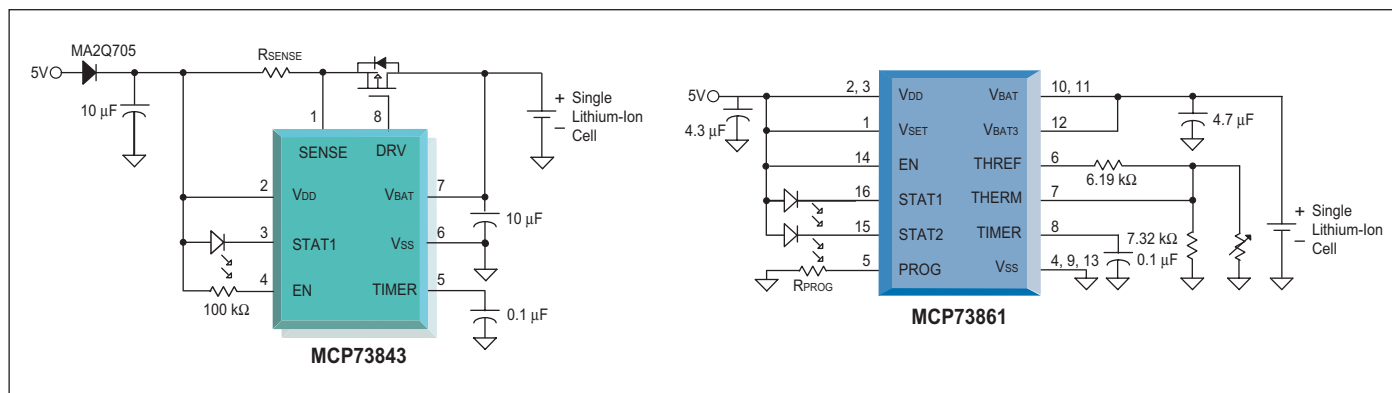 MA2Q705
5V
RSENSE
10 μF
+
Single
Lithium-Ion
Cell
–
1
8
SENSE
DRV
2
VDD
VBAT
7
10 μF
3
STAT1
VSS
6
4
EN
TIMER
5
100 kΩ
0.1 μF
MCP73843
5V
4.3 μF
2, 3
VDD
VBAT
10, 11
4.7 μF
1
VSET
VBAT3
12
14
EN
THREF
6
6.19 kΩ
16
STAT1
THERM
7
15
STAT2
TIMER
8
7.32 kΩ
0.1 μF
5
PROG
VSS
4, 9, 13
RPROG
+
Single
Lithium-Ion
–
Cell
MCP73861